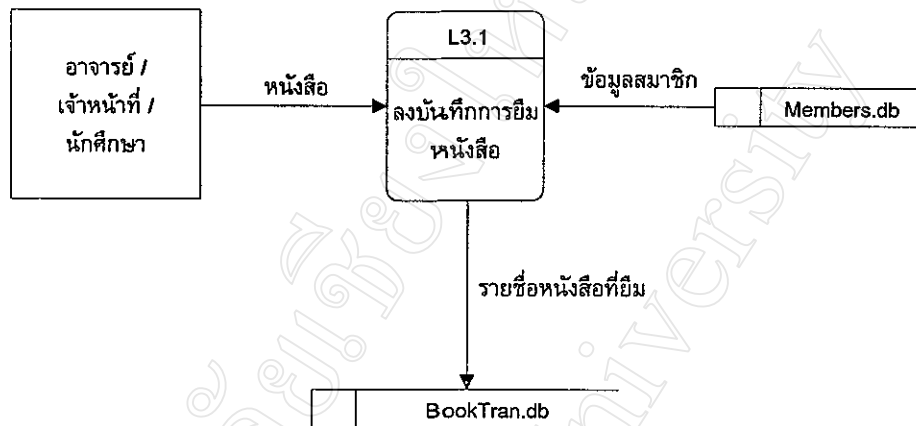 อาจารย์ /
เจ้าหน้าที่ /
นักศึกษา
หนังสือ
L3.1
ลงบันทึกการยืม
หนังสือ
ข้อมูลสมาชิก
Members.db
รายชื่อหนังสือที่ยืม
BookTran.db